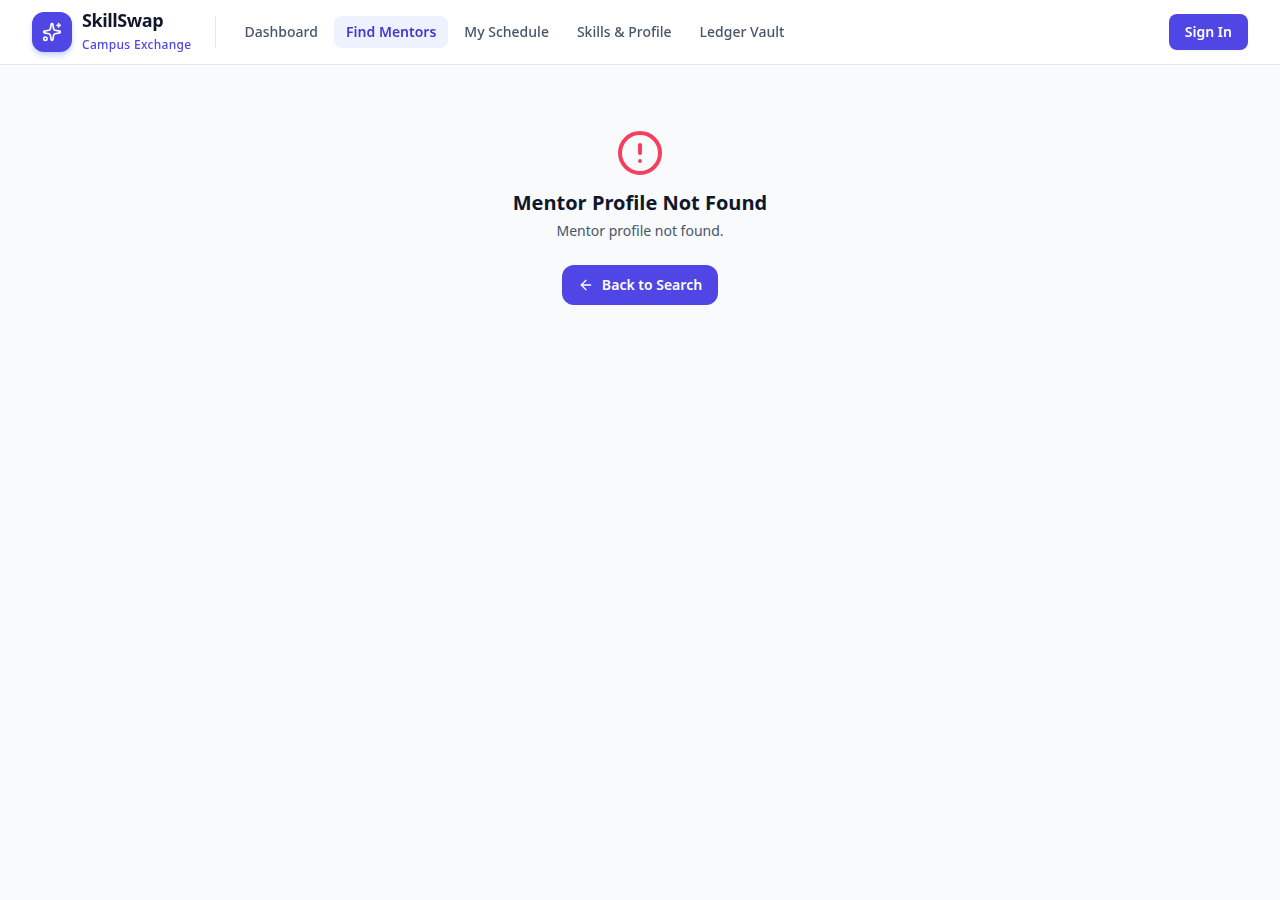 SkillSwap
Campus Exchange
Dashboard
Find Mentors
My Schedule
Skills & Profile
Ledger Vault
Sign In
Mentor Profile Not Found
Mentor profile not found.
Back to Search